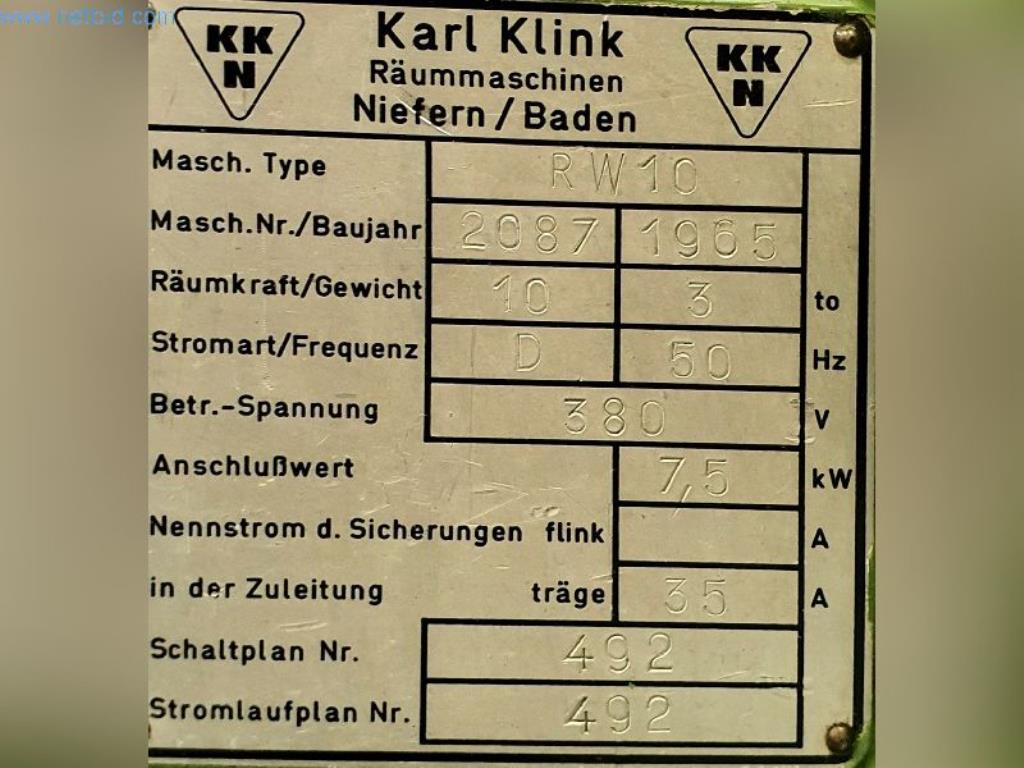 www.netbid.com
KK
N
Karl Klink
Räummaschinen
Niefern / Baden
KK
N
Masch. Type RW10
Masch.Nr./Baujahr 2087 1965
Räumkraft/Gewicht 10 3 to
Stromart/Frequenz D 50 Hz
Betr.-Spannung 380 V
Anschlußwert 7,5 kW
Nennstrom d. Sicherungen flink A
in der Zuleitung träge 35 A
Schaltplan Nr. 492
Stromlaufplan Nr. 492